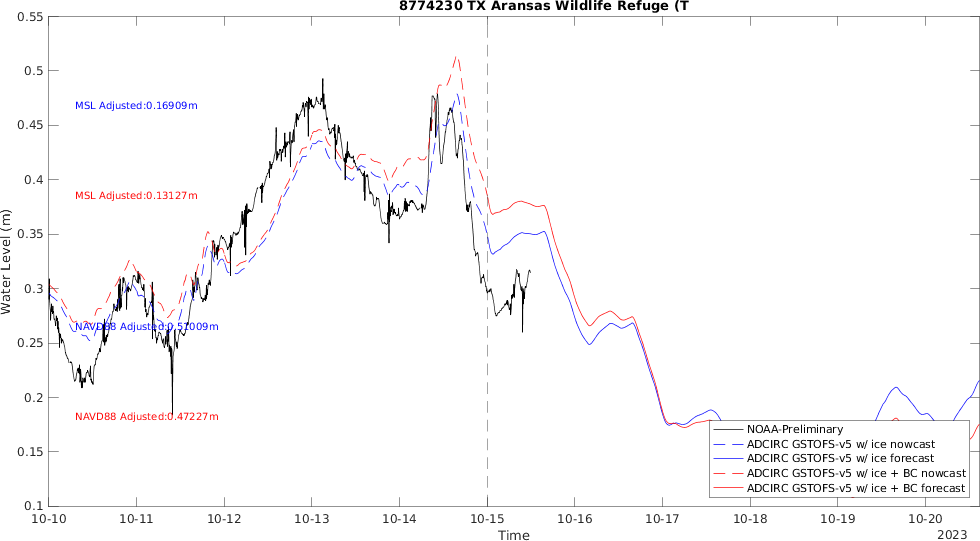 8774230 TX Aransas Wildlife Refuge (T
0.55
0.5
0.45
0.4
0.35
0.3
0.25
0.2
0.15
0.1
Water Level (m)
MSL Adjusted:0.16909m
MSL Adjusted:0.13127m
NAVD88 Adjusted:0.51009m
NAVD88 Adjusted:0.47227m
NOAA-Preliminary
ADCIRC GSTOFS-v5 w/ ice nowcast
ADCIRC GSTOFS-v5 w/ ice forecast
ADCIRC GSTOFS-v5 w/ ice + BC nowcast
ADCIRC GSTOFS-v5 w/ ice + BC forecast
10-10 10-11 10-12 10-13 10-14 10-15 10-16 10-17 10-18 10-19 10-20
Time
2023